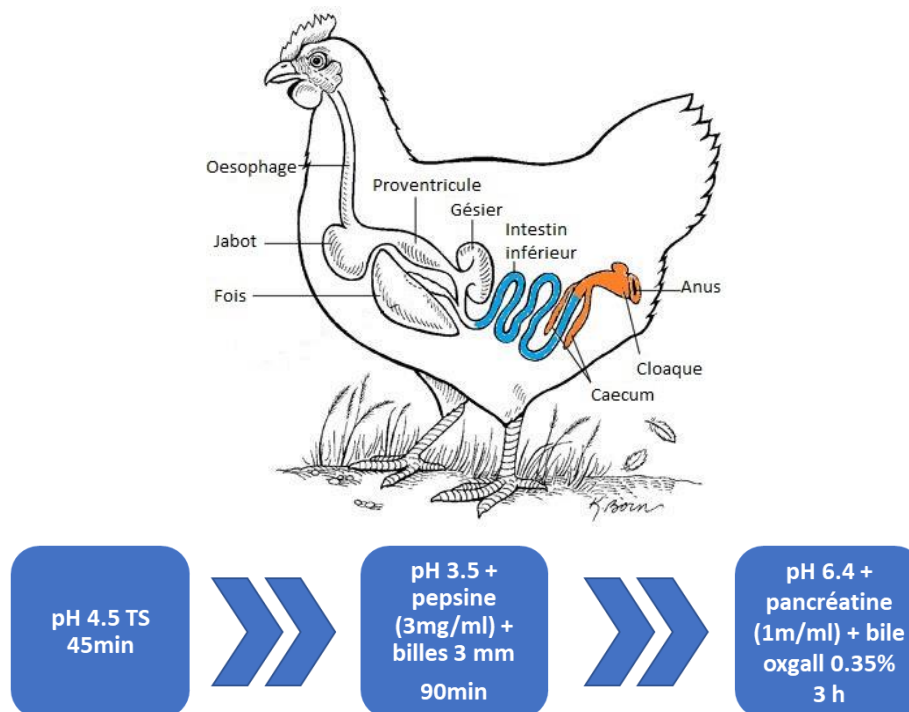 Oesophage
Proventricule
Gésier
Jabot
Intestin
inférieur
Fois
Anus
Cloaque
Caecum
K. Born
pH 4.5 TS
45min
pH 3.5 +
pepsine
(3mg/ml) +
billes 3 mm
90min
pH 6.4 +
pancréatine
(1m/ml) + bile
oxgall 0.35%
3 h